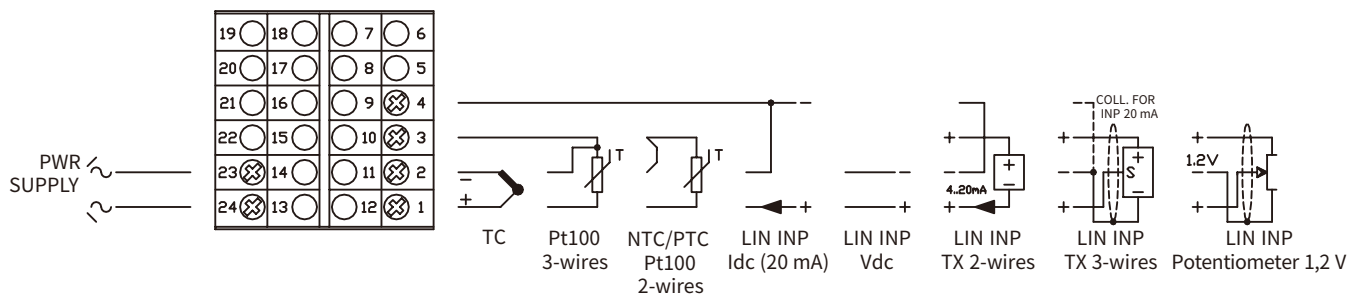 19 18 7 6
20 17 8 5
21 16 9 4
22 15 10 3
23 14 11 2
24 13 12 1
PWR
SUPPLY
− +
TC
T
Pt100
3-wires
T
NTC/PTC
Pt100
2-wires
− +
LIN INP
Idc (20 mA)
− − +
LIN INP
Vdc
− + − +
4..20mA
+ −
LIN INP
TX 2-wires
COLL. FOR
INP 20 mA
+ − +
+ S −
LIN INP
TX 3-wires
+
1.2V
− +
LIN INP
Potentiometer 1,2 V